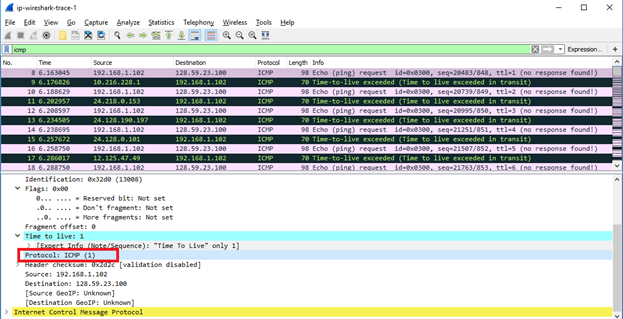 ip-wireshark-trace-1
File Edit View Go Capture Analyze Statistics Telephony Wireless Tools Help
icmp Expression... +
No. Time Source Destination Protocol Length Info
8 6.163045 192.168.1.102 128.59.23.100 ICMP 98 Echo (ping) request id=0x0300, seq=20483/848, ttl=1 (no response found!)
9 6.176826 10.216.228.1 192.168.1.102 ICMP 70 Time-to-live exceeded (Time to live exceeded in transit)
10 6.188629 192.168.1.102 128.59.23.100 ICMP 98 Echo (ping) request id=0x0300, seq=20739/849, ttl=2 (no response found!)
11 6.202957 24.218.0.153 192.168.1.102 ICMP 70 Time-to-live exceeded (Time to live exceeded in transit)
12 6.208597 192.168.1.102 128.59.23.100 ICMP 98 Echo (ping) request id=0x0300, seq=20995/850, ttl=3 (no response found!)
13 6.234505 24.128.190.197 192.168.1.102 ICMP 70 Time-to-live exceeded (Time to live exceeded in transit)
14 6.238695 192.168.1.102 128.59.23.100 ICMP 98 Echo (ping) request id=0x0300, seq=21251/851, ttl=4 (no response found!)
15 6.257672 24.128.0.101 192.168.1.102 ICMP 70 Time-to-live exceeded (Time to live exceeded in transit)
16 6.258750 192.168.1.102 128.59.23.100 ICMP 98 Echo (ping) request id=0x0300, seq=21507/852, ttl=5 (no response found!)
17 6.286017 12.125.47.49 192.168.1.102 ICMP 70 Time-to-live exceeded (Time to live exceeded in transit)
18 6.288750 192.168.1.102 128.59.23.100 ICMP 98 Echo (ping) request id=0x0300, seq=21763/853, ttl=6 (no response found!)
Identification: 0x32d0 (13008)
Flags: 0x00
0... .... = Reserved bit: Not set
.0.. .... = Don't fragment: Not set
..0. .... = More fragments: Not set
Fragment offset: 0
Time to live: 1
[Expert Info (Note/Sequence): "Time To Live" only 1]
Protocol: ICMP (1)
Header checksum: 0x2d2c [validation disabled]
Source: 192.168.1.102
Destination: 128.59.23.100
[Source GeoIP: Unknown]
[Destination GeoIP: Unknown]
Internet Control Message Protocol